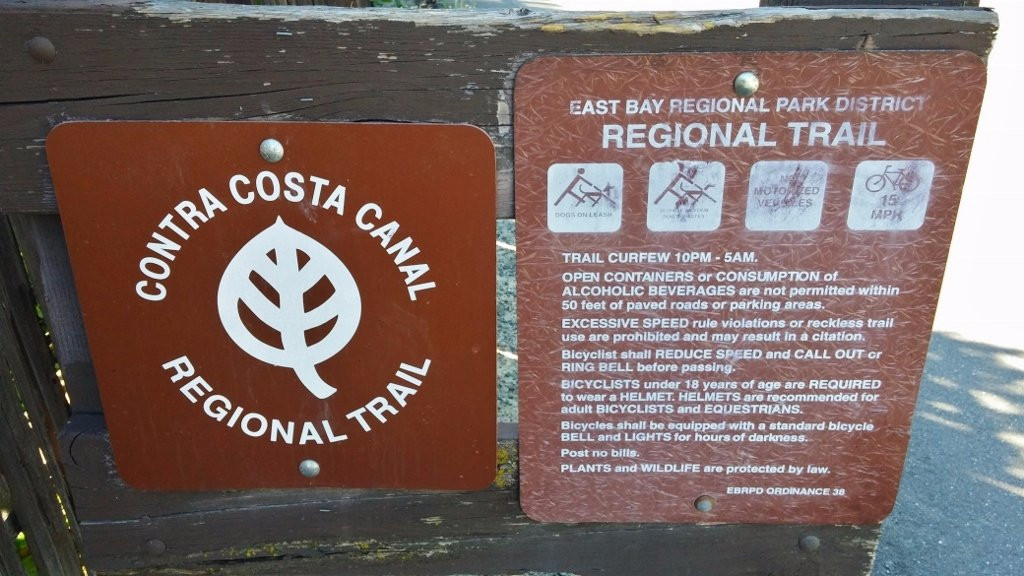 CONTRA COSTA CANAL
REGIONAL TRAIL
EAST BAY REGIONAL PARK DISTRICT
REGIONAL TRAIL
DOGS ON LEASH
MOTORIZED
VEHICLES
15
MPH
TRAIL CURFEW 10PM - 5AM.
OPEN CONTAINERS or CONSUMPTION of
ALCOHOLIC BEVERAGES are not permitted within
50 feet of paved roads or parking areas.
EXCESSIVE SPEED rule violations or reckless trail
use are prohibited and may result in a citation.
Bicyclist shall REDUCE SPEED and CALL OUT or
RING BELL before passing.
BICYCLISTS under 18 years of age are REQUIRED
to wear a HELMET. HELMETS are recommended for
adult BICYCLISTS and EQUESTRIANS.
Bicycles shall be equipped with a standard bicycle
BELL and LIGHTS for hours of darkness.
Post no bills.
PLANTS and WILDLIFE are protected by law.
EBRPD ORDINANCE 38